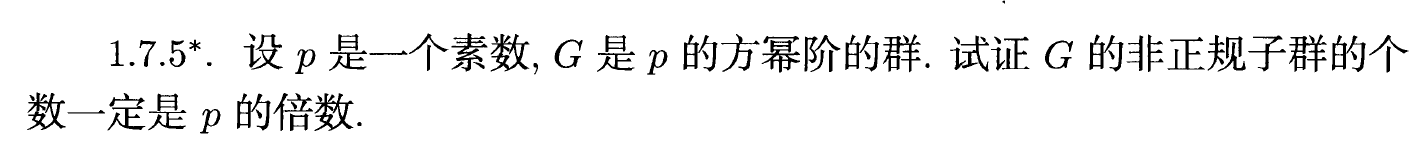 1.7.5*. 设 p 是一个素数, G 是 p 的方幂阶的群. 试证 G 的非正规子群的个
数一定是 p 的倍数.